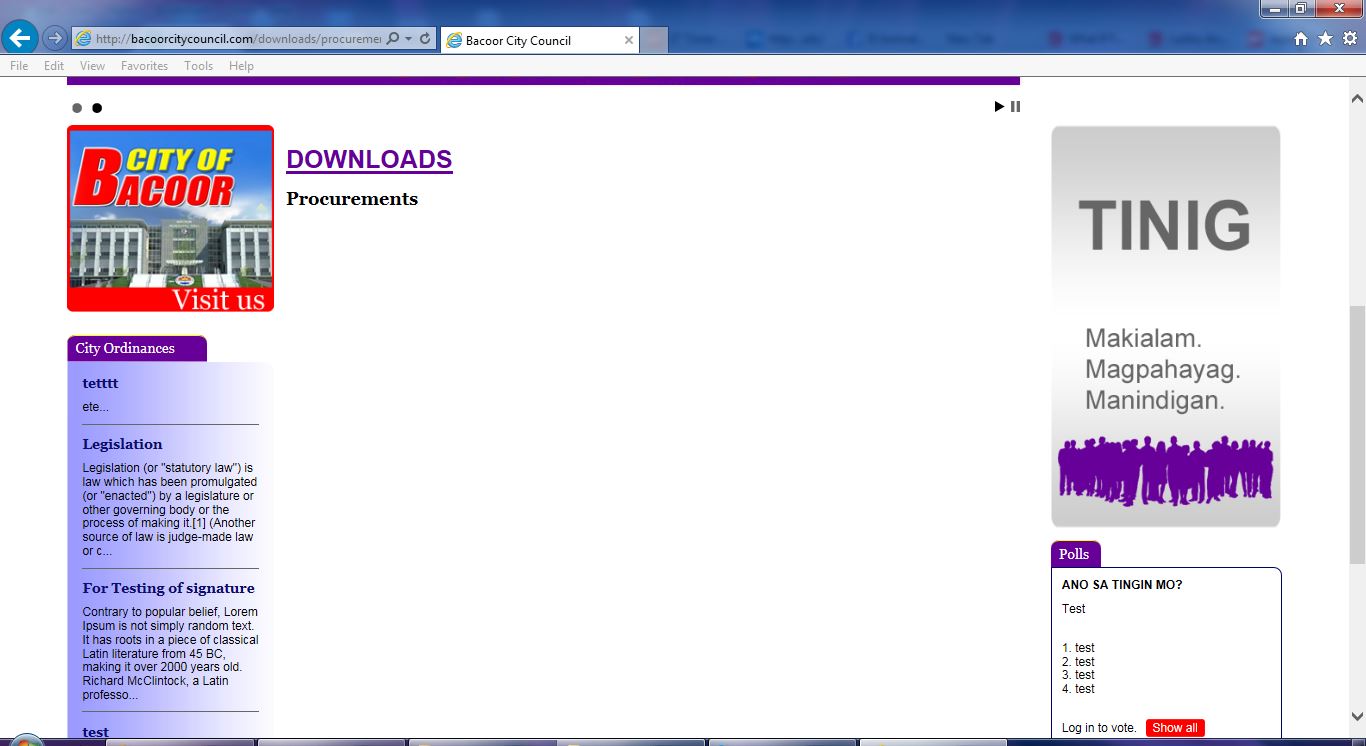 http://bacoorcitycouncil.com/downloads/procuremen
Bacoor City Council
File Edit View Favorites Tools Help
CITY OF
BACOOR
Visit us
City Ordinances
tetttt
ete...
Legislation
Legislation (or "statutory law") is
law which has been promulgated
(or "enacted") by a legislature or
other governing body or the
process of making it.[1] (Another
source of law is judge-made law
or c...
For Testing of signature
Contrary to popular belief, Lorem
Ipsum is not simply random text.
It has roots in a piece of classical
Latin literature from 45 BC,
making it over 2000 years old.
Richard McClintock, a Latin
professo...
test
DOWNLOADS
Procurements
TINIG
Makialam.
Magpahayag.
Manindigan.
Polls
ANO SA TINGIN MO?
Test
1. test
2. test
3. test
4. test
Log in to vote. Show all